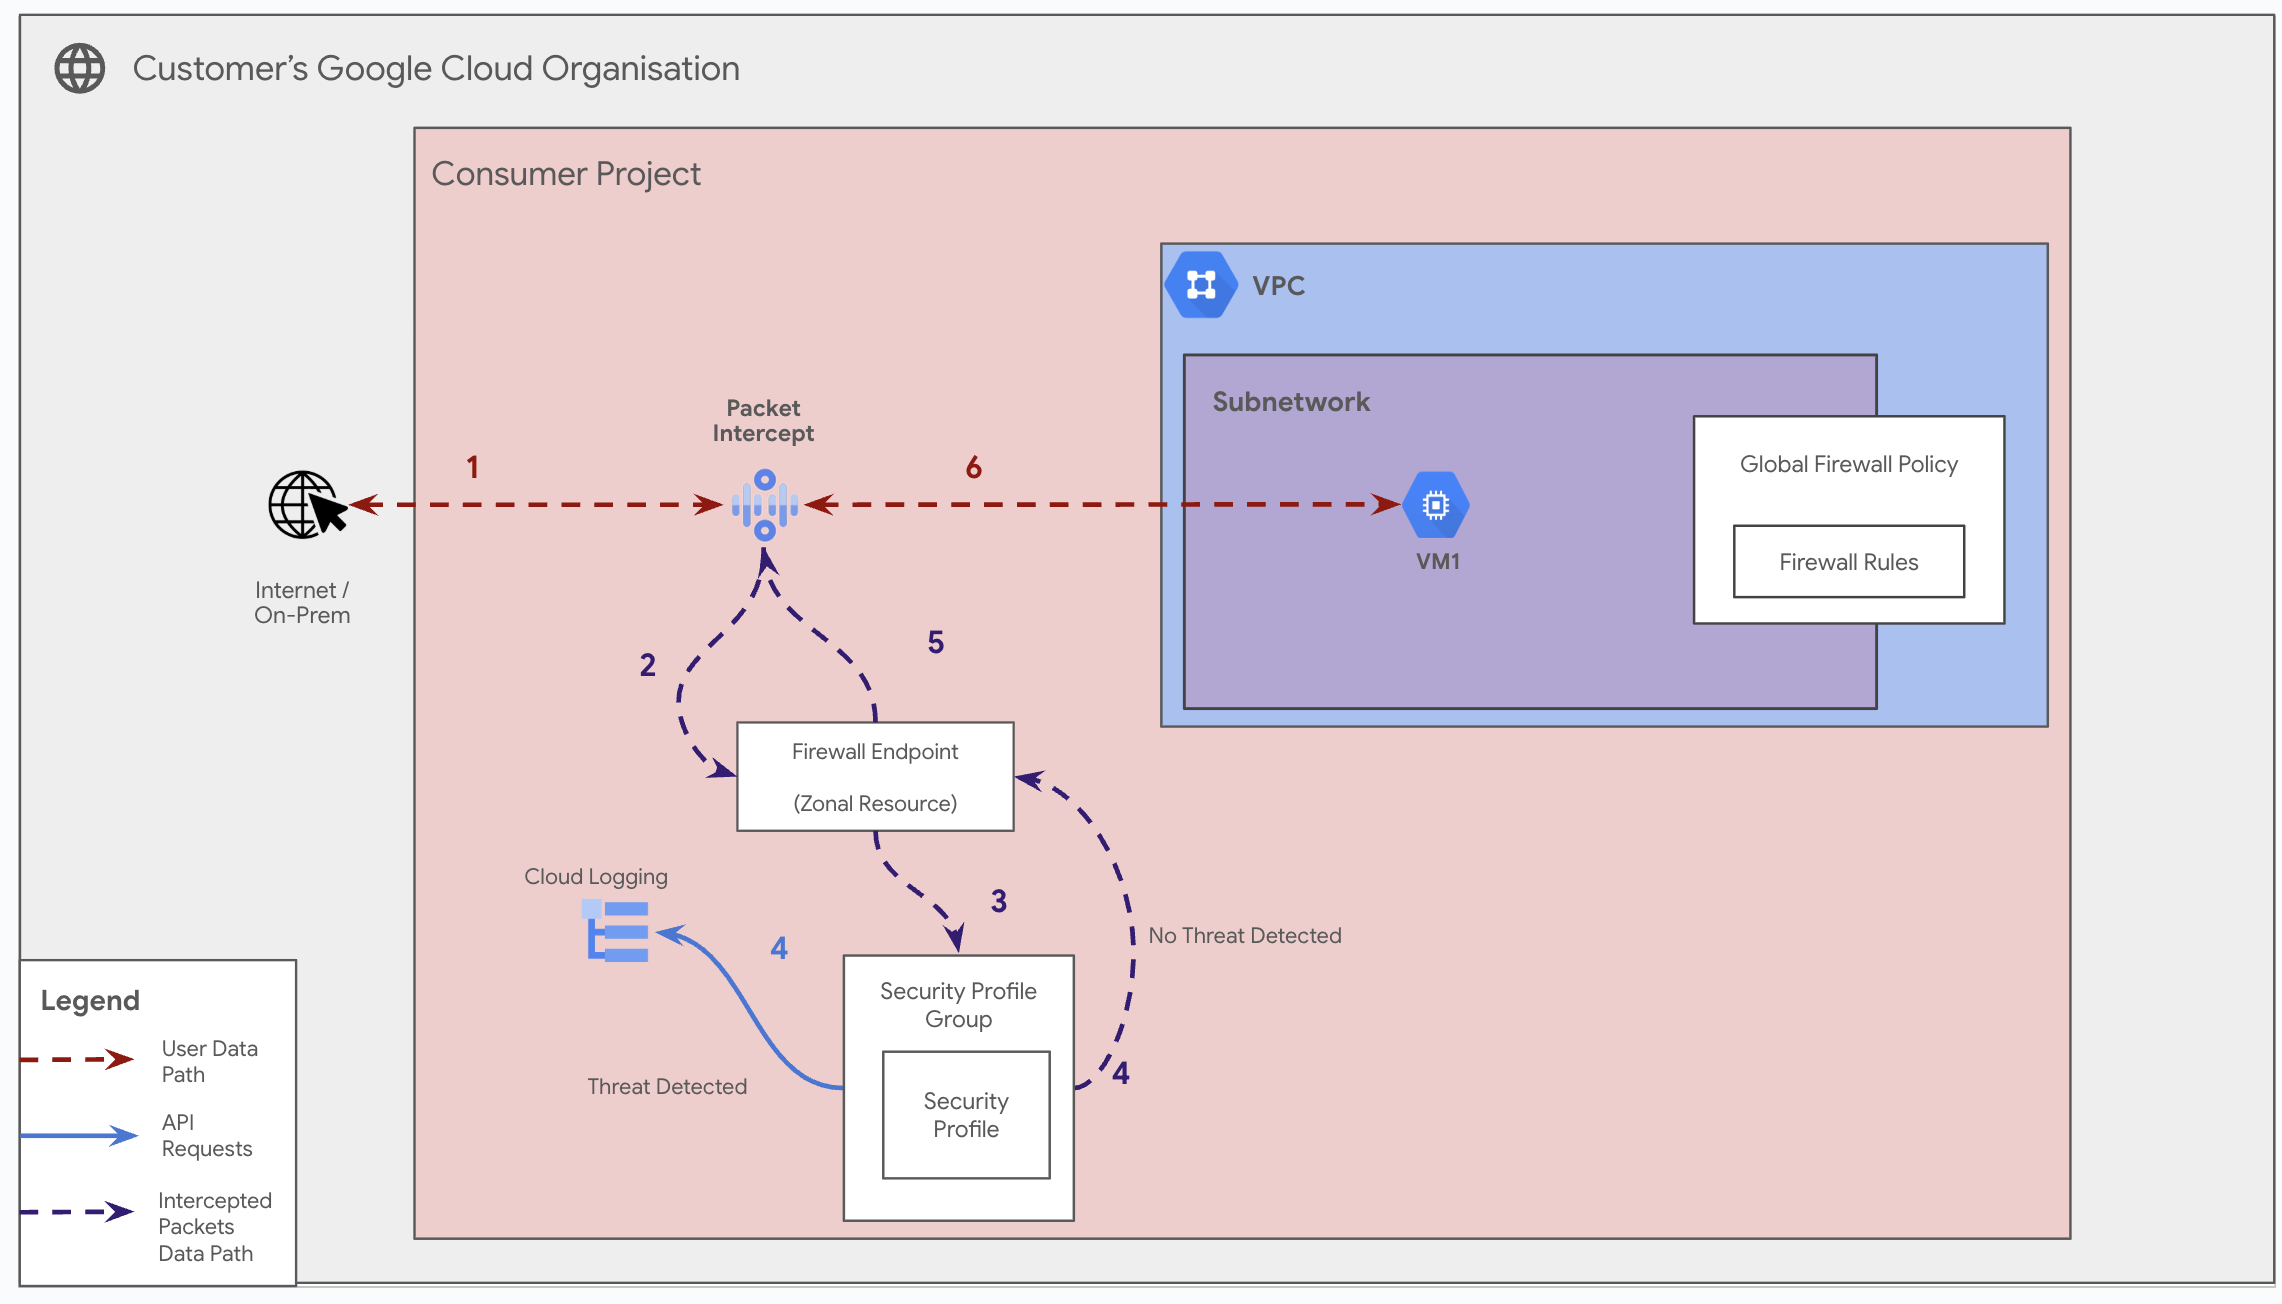 Customer’s Google Cloud Organisation
Consumer Project
VPC
Subnetwork
Packet
Intercept
1
6
Global Firewall Policy
Firewall Rules
VM1
Internet /
On-Prem
2
5
Firewall Endpoint
(Zonal Resource)
Cloud Logging
3
4
No Threat Detected
Security Profile
Group
Threat Detected
4
Security
Profile
Legend
User Data
Path
API
Requests
Intercepted
Packets
Data Path